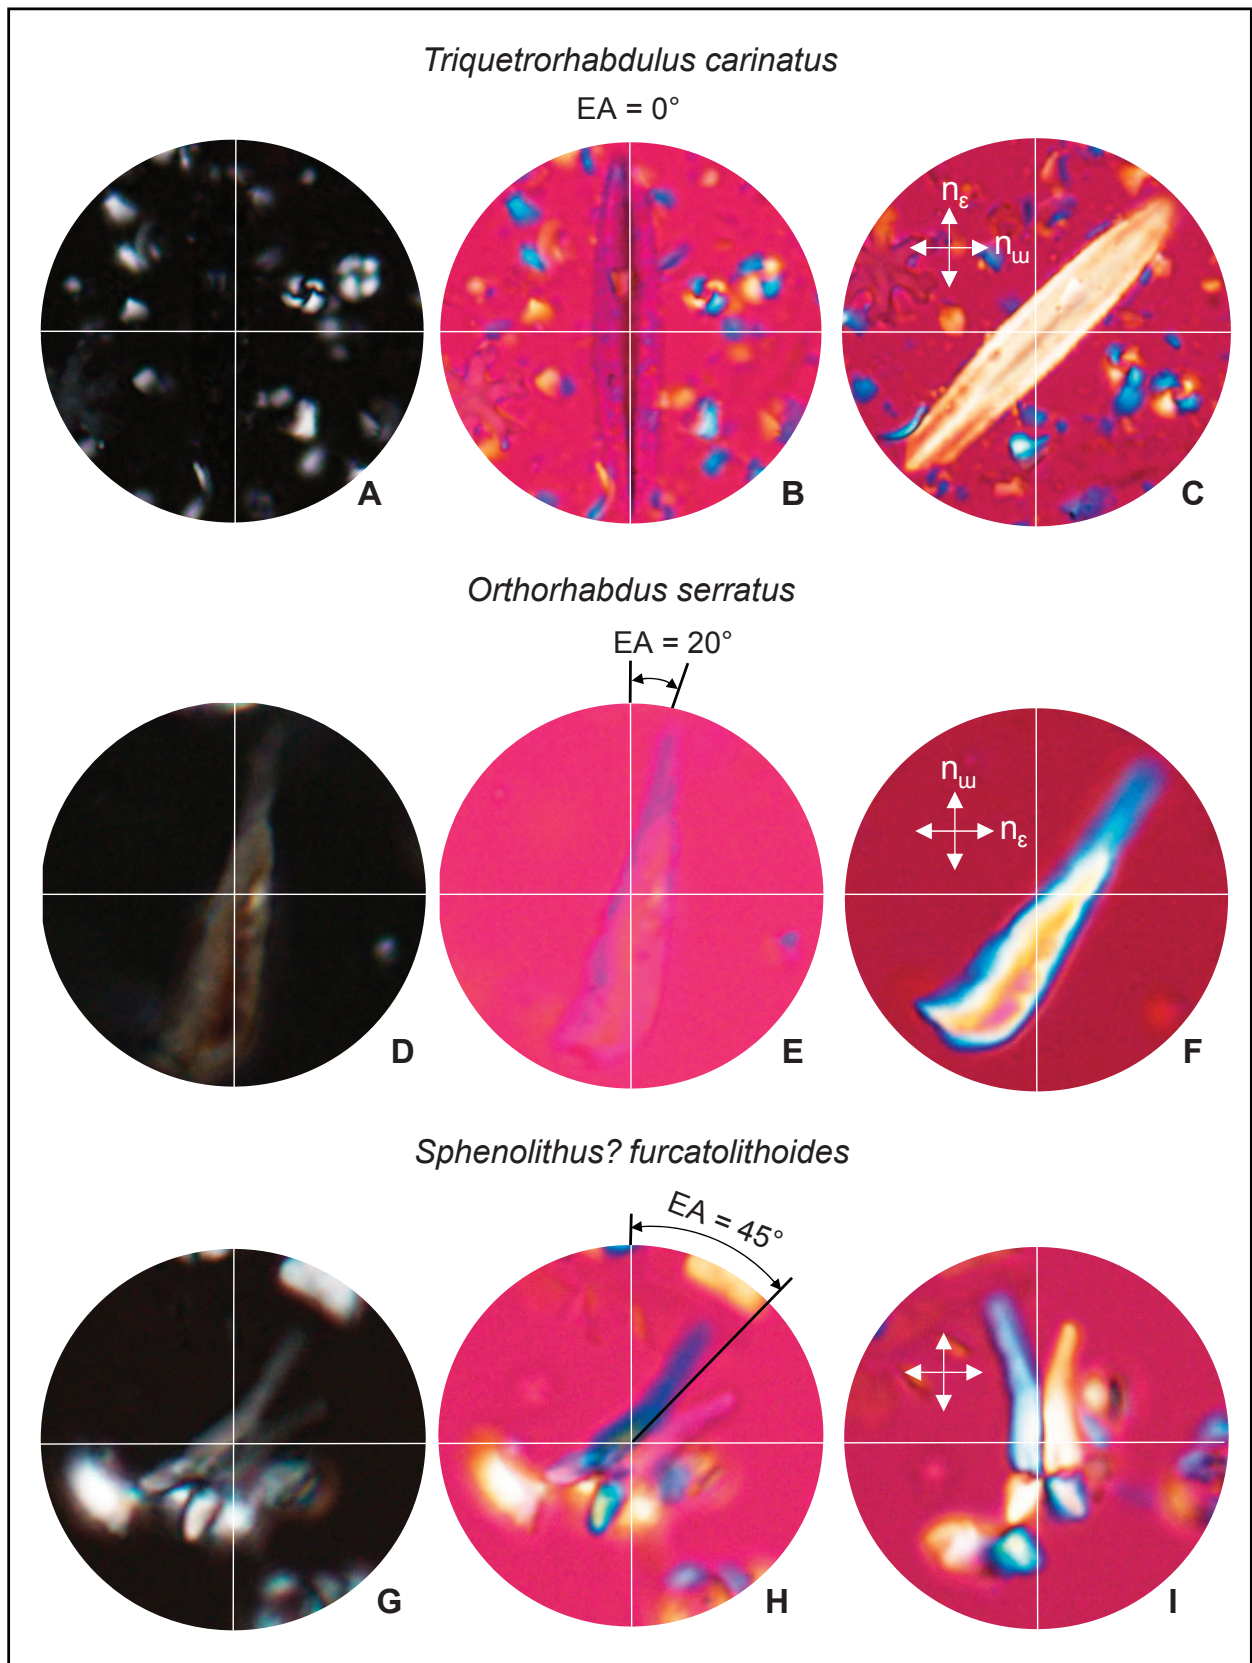 Triquetrorhabdulus carinatus
EA = 0°
nε
nω
A
B
C
Orthorhabdus serratus
EA = 20°
nω
nε
D
E
F
Sphenolithus? furcatolithoides
EA = 45°
G
H
I